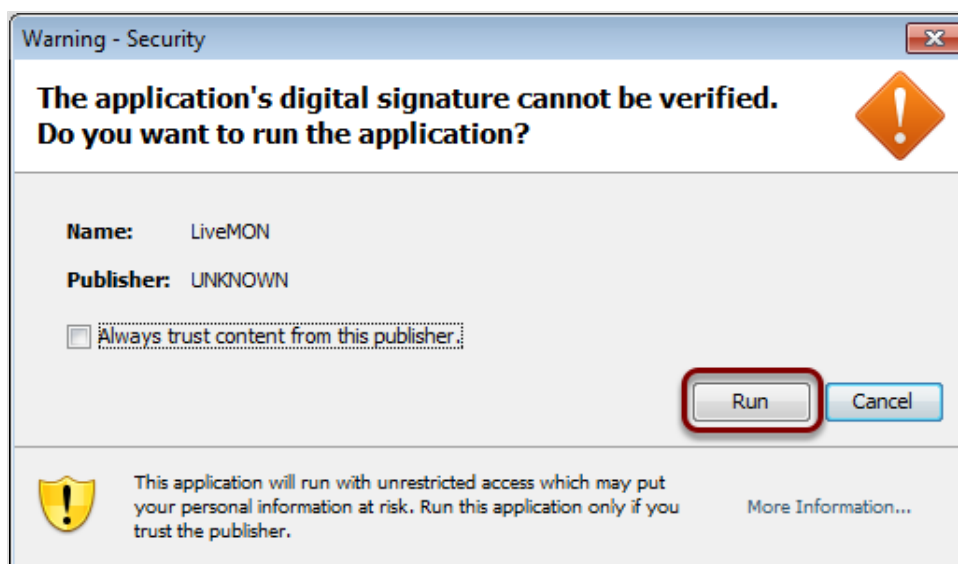 Warning - Security
The application's digital signature cannot be verified.
Do you want to run the application?
Name: LiveMON
Publisher: UNKNOWN
Always trust content from this publisher.
Run Cancel
This application will run with unrestricted access which may put
your personal information at risk. Run this application only if you
trust the publisher.
More Information...